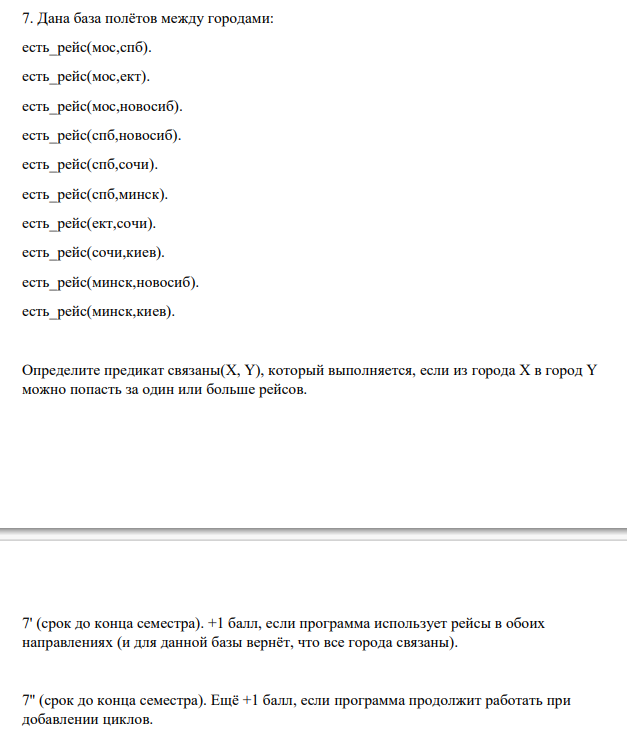 7. Дана база полётов между городами:
есть_рейс(мос,спб).
есть_рейс(мос,ект).
есть_рейс(мос,новосиб).
есть_рейс(спб,новосиб).
есть_рейс(спб,сочи).
есть_рейс(спб,минск).
есть_рейс(ект,сочи).
есть_рейс(сочи,киев).
есть_рейс(минск,новосиб).
есть_рейс(минск,киев).
Определите предикат связаны(X, Y), который выполняется, если из города X в город Y
можно попасть за один или больше рейсов.
7' (срок до конца семестра). +1 балл, если программа использует рейсы в обоих
направлениях (и для данной базы вернёт, что все города связаны).
7'' (срок до конца семестра). Ещё +1 балл, если программа продолжит работать при
добавлении циклов.